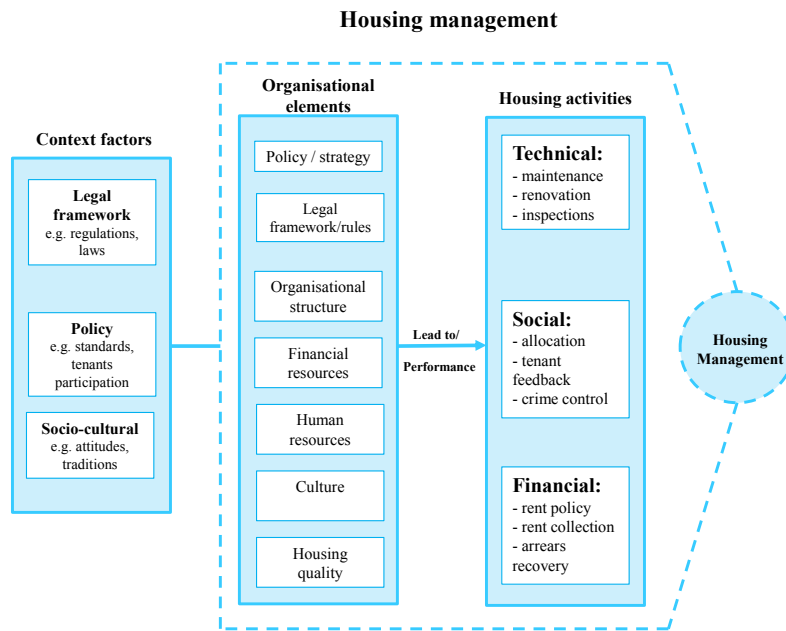 Housing management
Context factors
Legal
framework
e.g. regulations,
laws
Policy
e.g. standards,
tenants
participation
Socio-cultural
e.g. attitudes,
traditions
Organisational
elements
Policy / strategy
Legal
framework/rules
Organisational
structure
Financial
resources
Human
resources
Culture
Housing
quality
Lead to/
Performance
Housing activities
Technical:
- maintenance
- renovation
- inspections
Social:
- allocation
- tenant
feedback
- crime control
Financial:
- rent policy
- rent collection
- arrears
recovery
Housing
Management